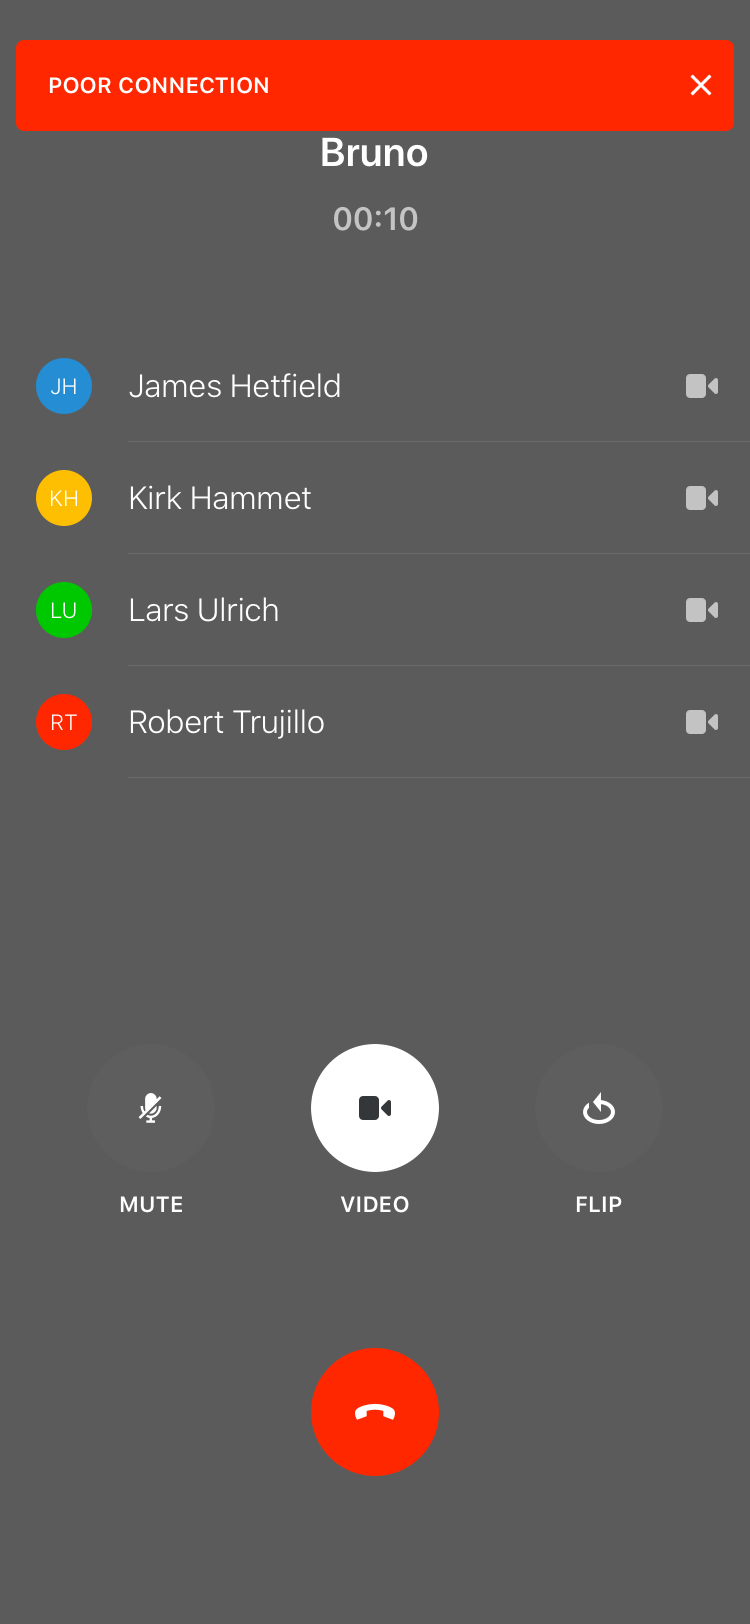 POOR CONNECTION
Bruno
00:10
JH James Hetfield
KH Kirk Hammet
LU Lars Ulrich
RT Robert Trujillo
MUTE VIDEO FLIP